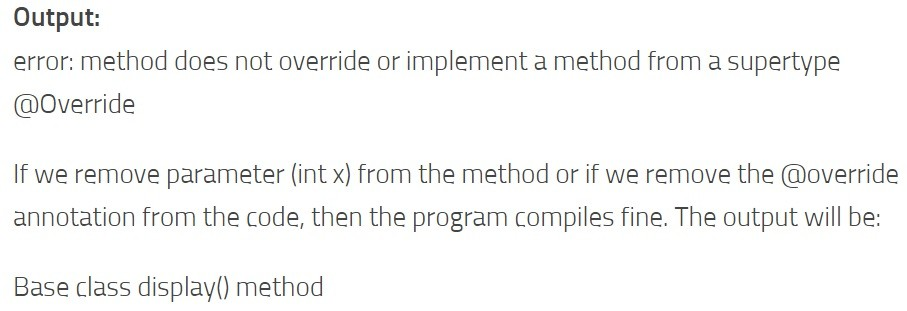 Output:
error: method does not override or implement a method from a supertype
@Override
If we remove parameter (int x) from the method or if we remove the @override
annotation from the code, then the program compiles fine. The output will be:
Base class display() method